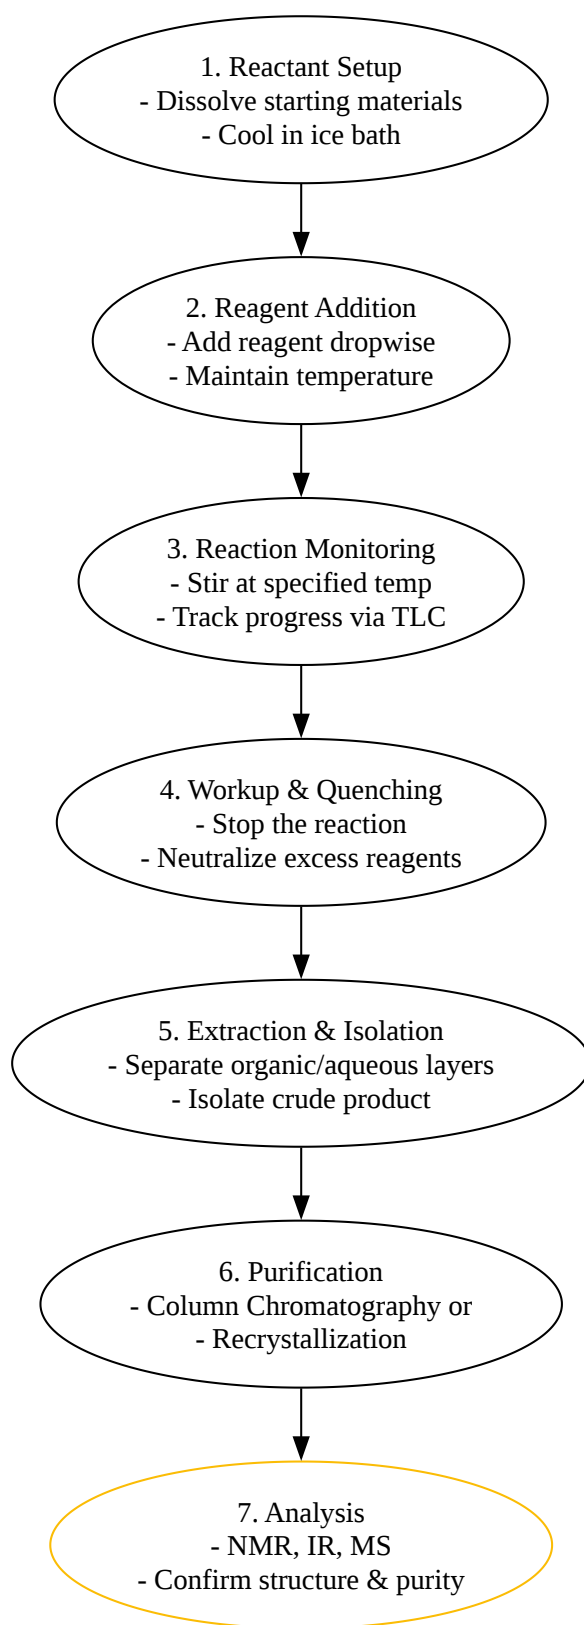 1. Reactant Setup
- Dissolve starting materials
- Cool in ice bath
2. Reagent Addition
- Add reagent dropwise
- Maintain temperature
3. Reaction Monitoring
- Stir at specified temp
- Track progress via TLC
4. Workup & Quenching
- Stop the reaction
- Neutralize excess reagents
5. Extraction & Isolation
- Separate organic/aqueous layers
- Isolate crude product
6. Purification
- Column Chromatography or
- Recrystallization
7. Analysis
- NMR, IR, MS
- Confirm structure & purity